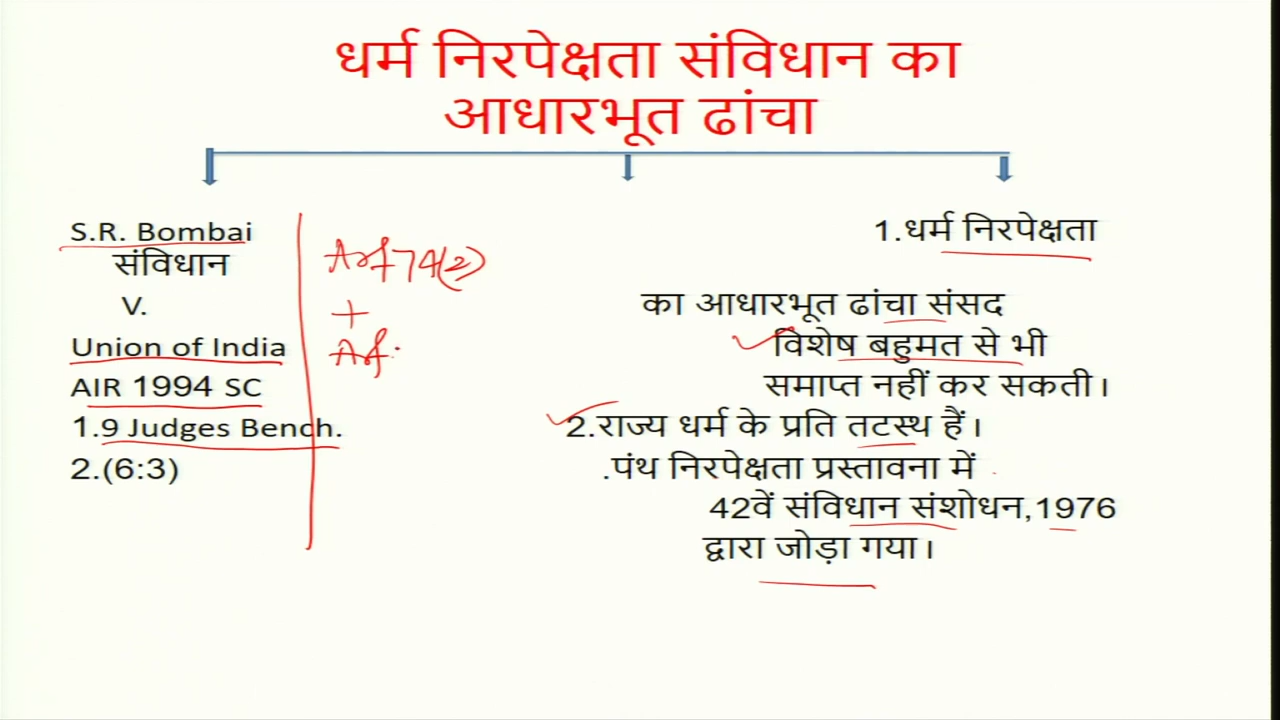 धर्म निरपेक्षता संविधान का
आधारभूत ढांचा
S.R. Bombai
संविधान
V.
Union of India
AIR 1994 SC
1.9 Judges Bench.
2.(6:3)
Art 74(2)
+
Art
1.धर्म निरपेक्षता
का आधारभूत ढांचा संसद
विशेष बहुमत से भी
समाप्त नहीं कर सकती।
2.राज्य धर्म के प्रति तटस्थ हैं।
.पंथ निरपेक्षता प्रस्तावना में
42वें संविधान संशोधन,1976
द्वारा जोड़ा गया।